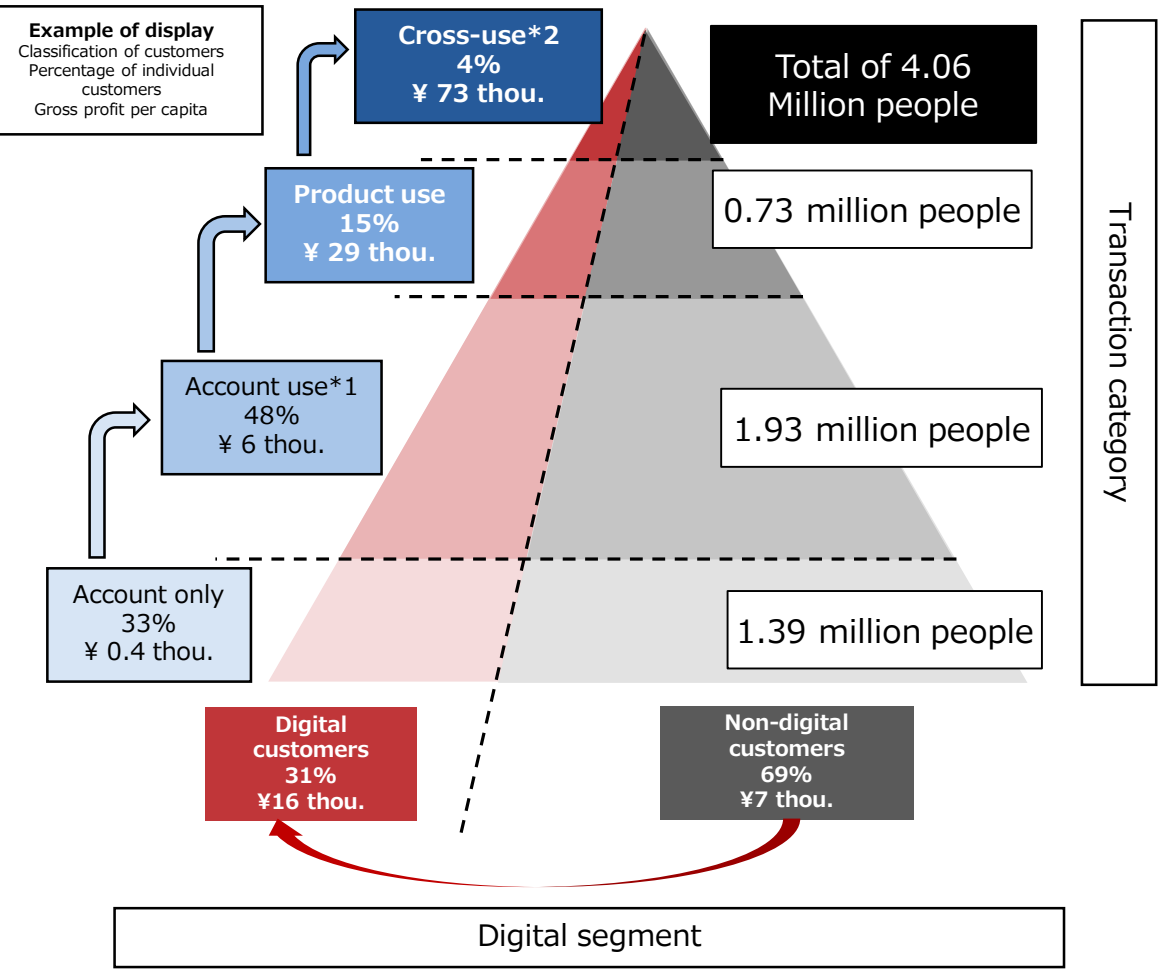 Example of display
Classification of customers
Percentage of individual
customers
Gross profit per capita
Cross-use*2
4%
¥ 73 thou.
Total of 4.06
Million people
Product use
15%
¥ 29 thou.
0.73 million people
Account use*1
48%
¥ 6 thou.
1.93 million people
Account only
33%
¥ 0.4 thou.
1.39 million people
Transaction category
Digital
customers
31%
¥16 thou.
Non-digital
customers
69%
¥7 thou.
Digital segment